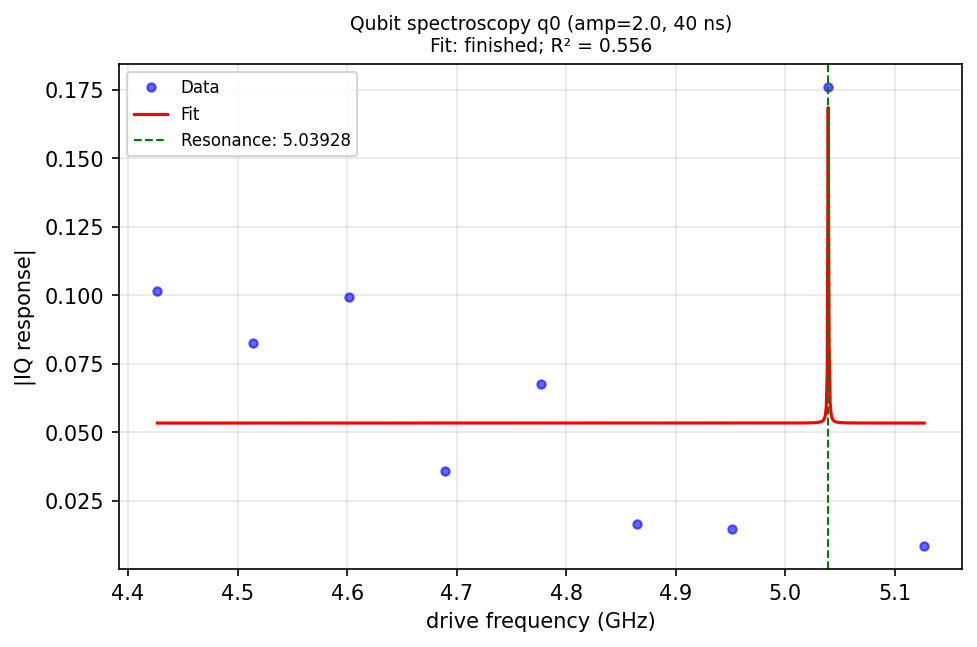 Qubit spectroscopy q0 (amp=2.0, 40 ns)
Fit: finished; R² = 0.556
Data
Fit
Resonance: 5.03928
|IQ response|
0.175
0.150
0.125
0.100
0.075
0.050
0.025
4.4 4.5 4.6 4.7 4.8 4.9 5.0 5.1
drive frequency (GHz)